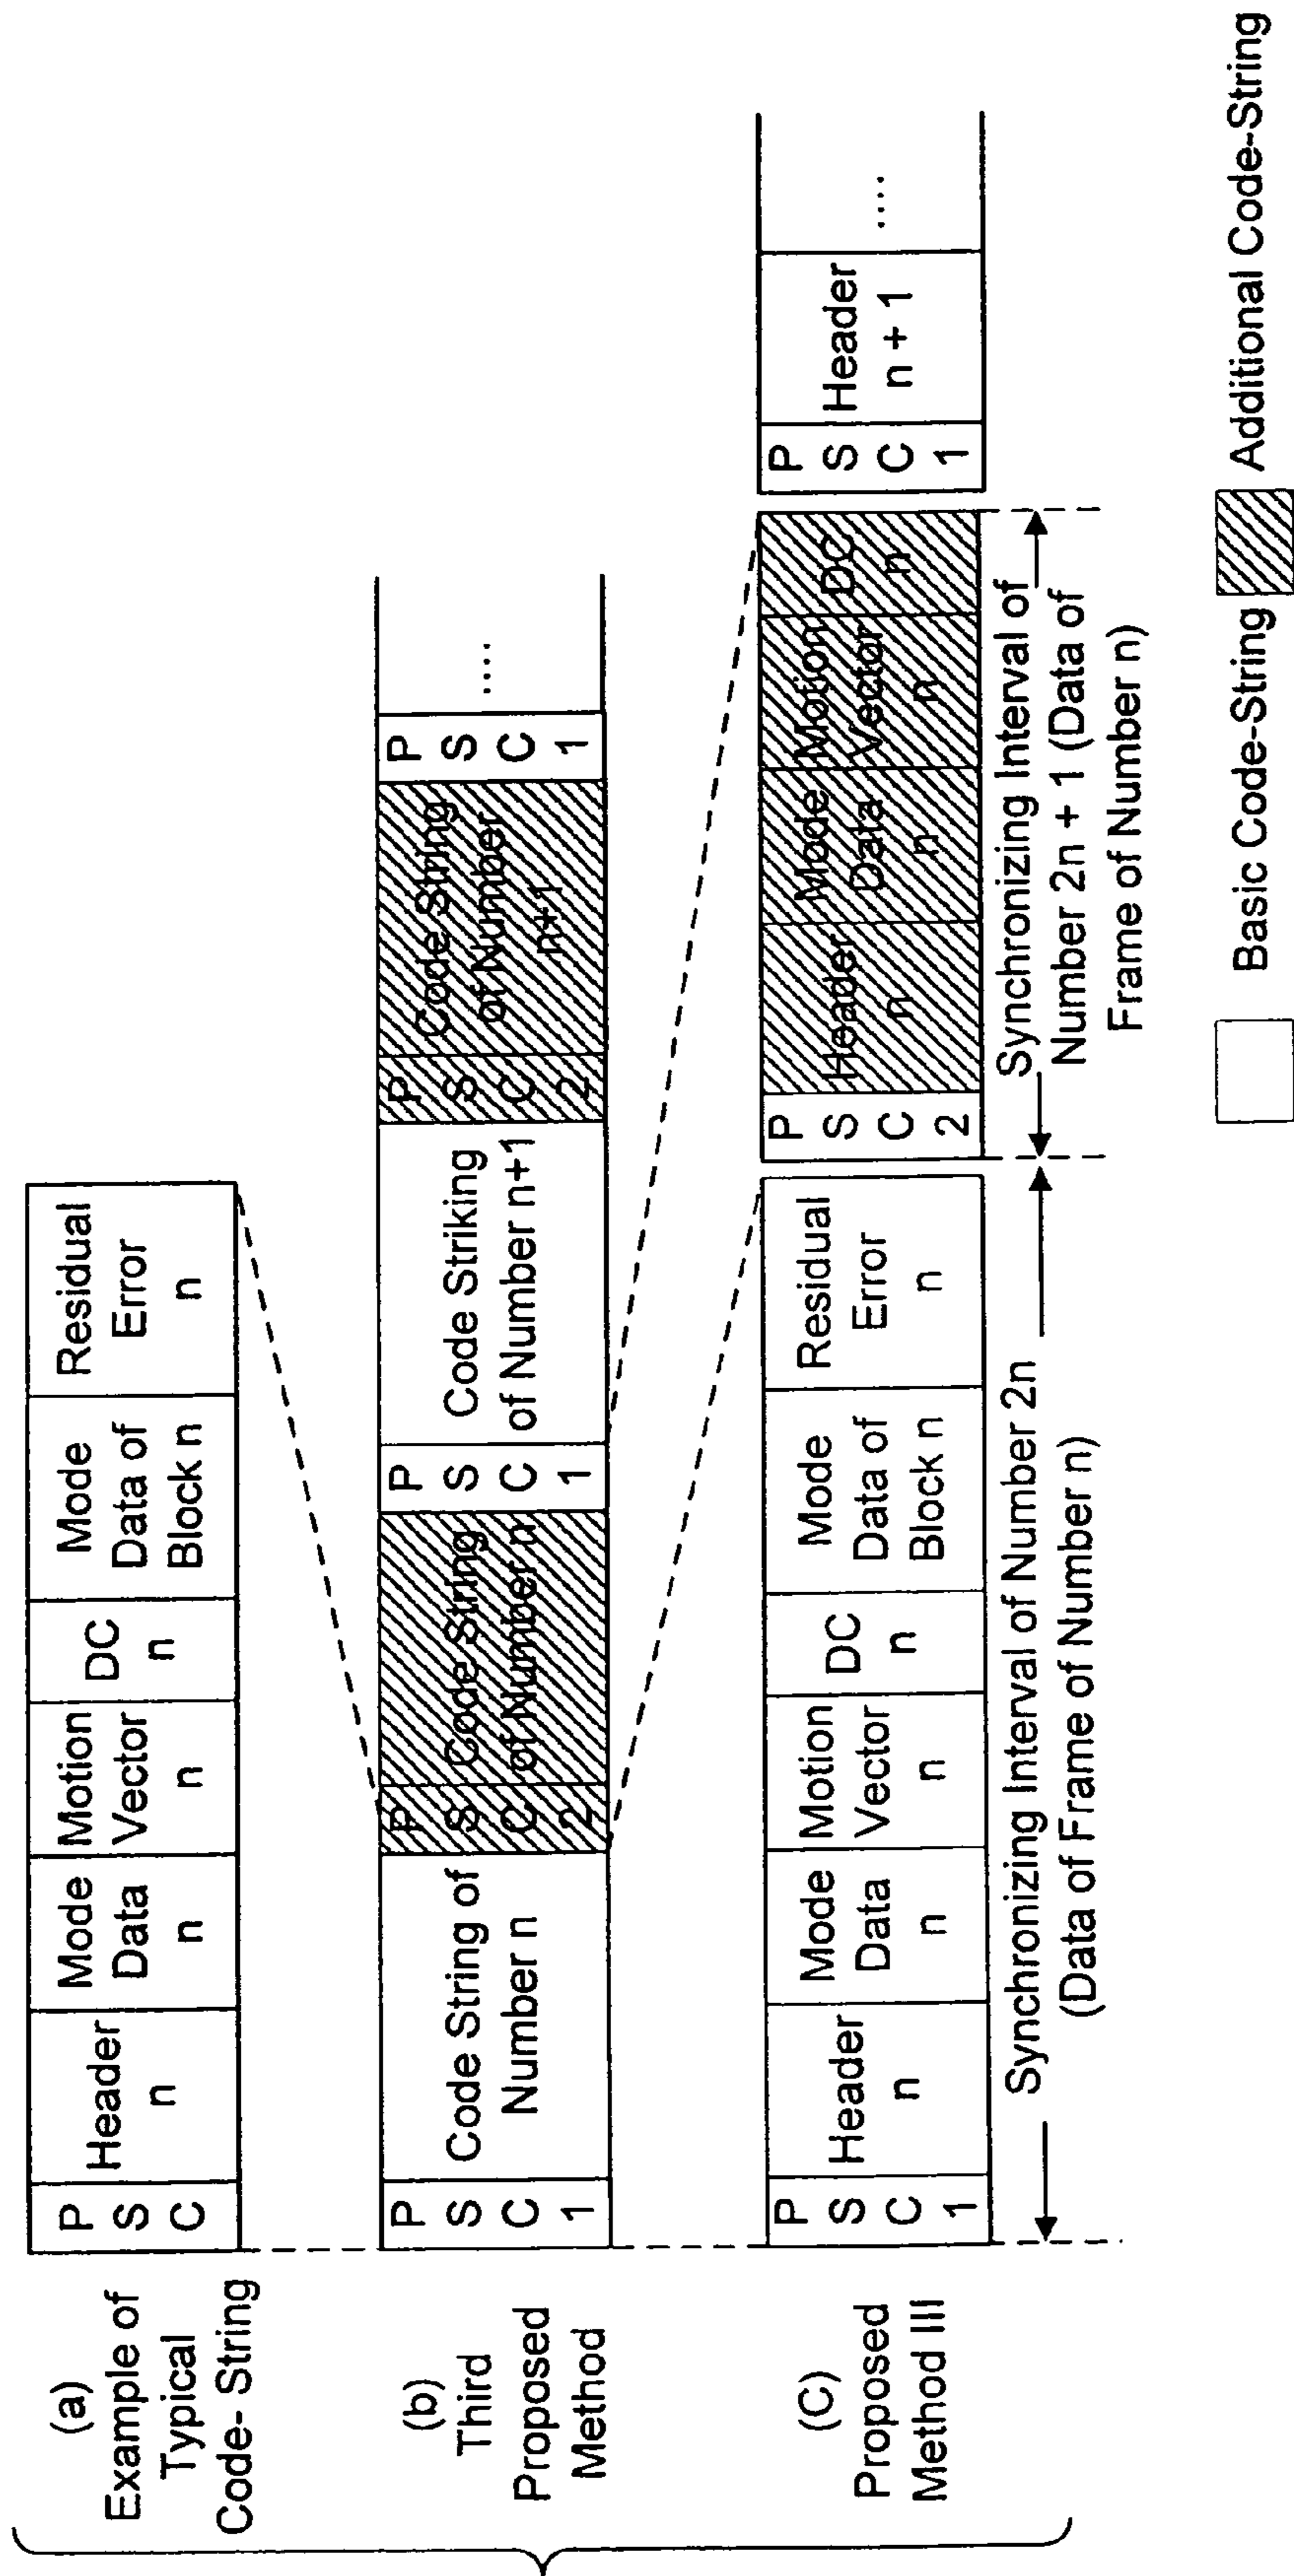 (a)
Example of
Typical
Code- String
P
S
C
Header
n
Mode
Data
n
Motion
Vector
n
DC
n
Mode
Data of
Block n
Residual
Error
n
(b)
Third
Proposed
Method
P
S
C
1
Code String of
Number n
P
S
C
2
Code String
of Number n
P
S
C
1
Code Striking
of Number n+1
P
S
C
2
Code String
of Number
n+1
P
S
C
1
....
(C)
Proposed
Method III
P
S
C
1
Header
n
Mode
Data
n
Motion
Vector
n
DC
n
Mode
Data of
Block n
Residual
Error
n
P
S
C
2
Header
n
Mode
Data
n
Motion
Vector
n
DC
n
P
S
C
1
Header
n + 1
....
Synchronizing Interval of Number 2n
(Data of Frame of Number n)
Synchronizing Interval of
Number 2n + 1 (Data of
Frame of Number n)
Basic Code-String
Additional Code-String